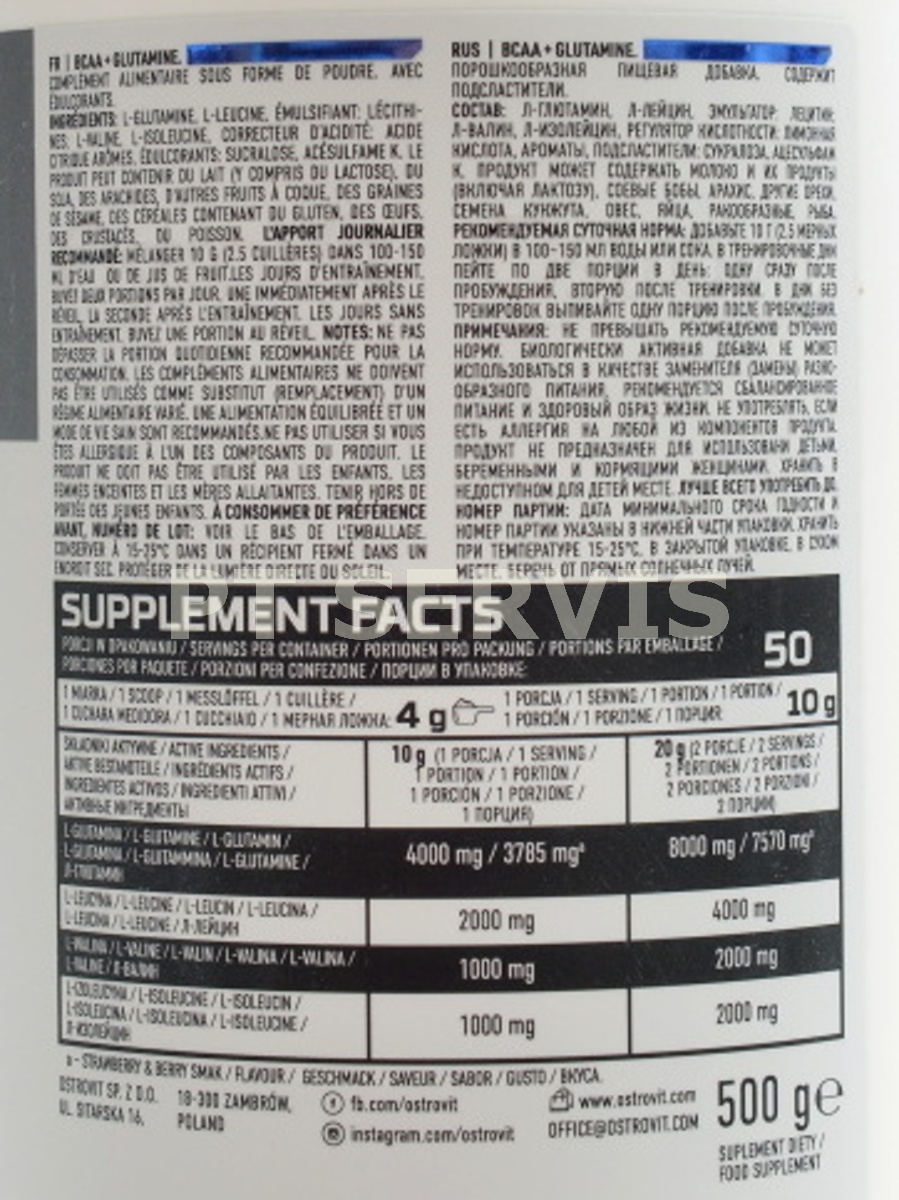 FR | BCAA + GLUTAMINE.
COMPLÉMENT ALIMENTAIRE SOUS FORME DE POUDRE. AVEC
ÉDULCORANTS.
INGRÉDIENTS: L-GLUTAMINE, L-LEUCINE, ÉMULSIFIANT: LÉCITHI-
NES, L-VALINE, L-ISOLEUCINE, CORRECTEUR D'ACIDITÉ: ACIDE
CITRIQUE ARÔMES, ÉDULCORANTS: SUCRALOSE, ACÉSULFAME K. LE
PRODUIT PEUT CONTENIR DU LAIT (Y COMPRIS DU LACTOSE), DU
SOJA, DES ARACHIDES, D'AUTRES FRUITS À COQUE, DES GRAINES
DE SÉSAME, DES CÉRÉALES CONTENANT DU GLUTEN, DES ŒUFS,
DES CRUSTACÉS, DU POISSON. L'APPORT JOURNALIER
RECOMMANDÉ: MÉLANGER 10 G (2.5 CUILLÈRES) DANS 100-150
ML D'EAU OU DE JUS DE FRUIT.LES JOURS D'ENTRAÎNEMENT,
BUVEZ DEUX PORTIONS PAR JOUR, UNE IMMÉDIATEMENT APRÈS LE
RÉVEIL, LA SECONDE APRÉS L'ENTRAÎNEMENT. LES JOURS SANS
ENTRAÎNEMENT, BUVEZ UNE PORTION AU RÉVEIL. NOTES: NE PAS
DÉPASSER LA PORTION QUOTIDIENNE RECOMMANDÉE POUR LA
CONSOMMATION. LES COMPLÉMENTS ALIMENTAIRES NE DOIVENT
PAS ÊTRE UTILISÉS COMME SUBSTITUT (REMPLACEMENT) D'UN
RÉGIME ALIMENTAIRE VARIÉ. UNE ALIMENTATION ÉQUILIBRÉE ET UN
MODE DE VIE SAIN SONT RECOMMANDÉS.NE PAS UTILISER SI VOUS
ÊTES ALLERGIQUE À L'UN DES COMPOSANTS DU PRODUIT. LE
PRODUIT NE DOIT PAS ÊTRE UTILISÉ PAR LES ENFANTS, LES
FEMMES ENCEINTES ET LES MÈRES ALLAITANTES. TENIR HORS DE
PORTÉE DES JEUNES ENFANTS. À CONSOMMER DE PRÉFÉRENCE
AVANT, NUMÉRO DE LOT: VOIR LE BAS DE L'EMBALLAGE.
CONSERVER À 15-25°C DANS UN RÉCIPIENT FERMÉ DANS UN
ENDROIT SEC. PROTÉGER DE LA LUMIÈRE DIRECTE DU SOLEIL.
RUS | BCAA + GLUTAMINE.
ПОРОШКООБРАЗНАЯ ПИЩЕВАЯ ДОБАВКА. СОДЕРЖИТ
ПОДСЛАСТИТЕЛИ.
СОСТАВ: Л-ГЛЮТАМИН, Л-ЛЕЙЦИН, ЭМУЛЬГАТОР: ЛЕЦИТИН;
Л-ВАЛИН, Л-ИЗОЛЕЙЦИН, РЕГУЛЯТОР КИСЛОТНОСТИ: ЛИМОННАЯ
КИСЛОТА, АРОМАТЫ, ПОДСЛАСТИТЕЛИ: СУКРАЛОЗА, АЦЕСУЛЬФАМ
К. ПРОДУКТ МОЖЕТ СОДЕРЖАТЬ МОЛОКО И ИХ ПРОДУКТЫ
(ВКЛЮЧАЯ ЛАКТОЗУ), СОЕВЫЕ БОБЫ, АРАХИС, ДРУГИЕ ОРЕХИ,
СЕМЕНА КУНЖУТА, ОВЕС, ЯЙЦА, РАКООБРАЗНЫЕ, РЫБА.
РЕКОМЕНДУЕМАЯ СУТОЧНАЯ НОРМА: ДОБАВЬТЕ 10 Г (2.5 МЕРНЫХ
ЛОЖКИ) В 100-150 МЛ ВОДЫ ИЛИ СОКА. В ТРЕНИРОВОЧНЫЕ ДНИ
ПЕЙТЕ ПО ДВЕ ПОРЦИИ В ДЕНЬ: ОДНУ СРАЗУ ПОСЛЕ
ПРОБУЖДЕНИЯ, ВТОРУЮ ПОСЛЕ ТРЕНИРОВКИ. В ДНИ БЕЗ
ТРЕНИРОВОК ВЫПИВАЙТЕ ОДНУ ПОРЦИЮ ПОСЛЕ ПРОБУЖДЕНИЯ.
ПРИМЕЧАНИЯ: НЕ ПРЕВЫШАТЬ РЕКОМЕНДУЕМУЮ СУТОЧНУЮ
НОРМУ. БИОЛОГИЧЕСКИ АКТИВНАЯ ДОБАВКА НЕ МОЖЕТ
ИСПОЛЬЗОВАТЬСЯ В КАЧЕСТВЕ ЗАМЕНИТЕЛЯ (ЗАМЕНЫ) РАЗНО-
ОБРАЗНОГО ПИТАНИЯ, РЕКОМЕНДУЕТСЯ СБАЛАНСИРОВАННОЕ
ПИТАНИЕ И ЗДОРОВЫЙ ОБРАЗ ЖИЗНИ. НЕ УПОТРЕБЛЯТЬ, ЕСЛИ
ЕСТЬ АЛЛЕРГИЯ НА ЛЮБОЙ ИЗ КОМПОНЕНТОВ ПРОДУКТА.
ПРОДУКТ НЕ ПРЕДНАЗНАЧЕН ДЛЯ ИСПОЛЬЗОВАНИ ДЕТЬМИ,
БЕРЕМЕННЫМИ И КОРМЯЩИМИ ЖЕНЩИНАМИ. ХРАНИТЬ В
НЕДОСТУПНОМ ДЛЯ ДЕТЕЙ МЕСТЕ. ЛУЧШЕ ВСЕГО УПОТРЕБИТЬ ДО,
НОМЕР ПАРТИИ: ДАТА МИНИМАЛЬНОГО СРОКА ГОДНОСТИ И
НОМЕР ПАРТИИ УКАЗАНЫ В НИЖНЕЙ ЧАСТИ УПАКОВКИ. ХРАНИТЬ
ПРИ ТЕМПЕРАТУРЕ 15-25°C, В ЗАКРЫТОЙ УПАКОВКЕ, В СУХОМ
МЕСТЕ. БЕРЕЧЬ ОТ ПРЯМЫХ СОЛНЕЧНЫХ ЛУЧЕЙ.
PT SERVIS
SUPPLEMENT FACTS
PORCJI W OPAKOWANIU / SERVINGS PER CONTAINER / PORTIONEN PRO PACKUNG / PORTIONS PAR EMBALLAGE /
PORCIONES POR PAQUETE / PORZIONI PER CONFEZIONE / ПОРЦИИ В УПАКОВКЕ:
50
1 MIARKA / 1 SCOOP / 1 MESSLÖFFEL / 1 CUILLÈRE /
1 CUCHARA MEDIDORA / 1 CUCCHIAIO / 1 МЕРНАЯ ЛОЖКА: 4 g
1 PORCJA / 1 SERVING / 1 PORTION / 1 PORTION /
1 PORCIÓN / 1 PORZIONE / 1 ПОРЦИЯ:
10 g
SKŁADNIKI AKTYWNE / ACTIVE INGREDIENTS /
AKTIVE BESTANDTEILE / INGRÉDIENTS ACTIFS /
INGREDIENTES ACTIVOS / INGREDIENTI ATTIVI /
АКТИВНЫЕ ИНГРЕДИЕНТЫ
10 g (1 PORCJA / 1 SERVING /
1 PORTION / 1 PORTION /
1 PORCIÓN / 1 PORZIONE /
1 ПОРЦИЯ)
20 g (2 PORCJE / 2 SERVINGS /
2 PORTIONEN / 2 PORTIONS /
2 PORCIONES / 2 PORZIONI /
2 ПОРЦИИ)
L-GLUTAMINA / L-GLUTAMINE / L-GLUTAMIN /
L-GLUTAMINA / L-GLUTAMMINA / L-GLUTAMINE /
Л-ГЛЮТАМИН
4000 mg / 3785 mgª
8000 mg / 7570 mgª
L-LEUCYNA / L-LEUCINE / L-LEUCIN / L-LEUCINA /
L-LEUCINA / L-LEUCINE / Л-ЛЕЙЦИН
2000 mg
4000 mg
L-WALINA / L-VALINE / L-VALIN / L-VALINA / L-VALINA /
L-VALINE / Л-ВАЛИН
1000 mg
2000 mg
L-IZOLEUCYNA / L-ISOLEUCINE / L-ISOLEUCIN /
L-ISOLEUCINA / L-ISOLEUCINA / L-ISOLEUCINE /
Л-ИЗОЛЕЙЦИН
1000 mg
2000 mg
a - STRAWBERRY & BERRY SMAK / FLAVOUR / GESCHMACK / SAVEUR / SABOR / GUSTO / ВКУСА.
OSTROVIT SP. Z O.O.
UL. SITARSKA 16,
18-300 ZAMBRÓW,
POLAND
fb.com/ostrovit
instagram.com/ostrovit
www.ostrovit.com
OFFICE@OSTROVIT.COM
500 g e
SUPLEMENT DIETY /
FOOD SUPPLEMENT